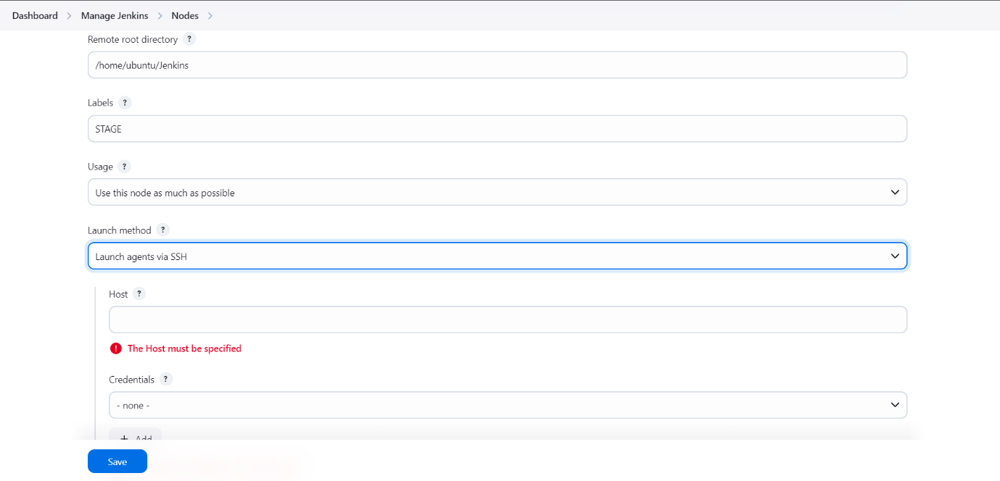 Dashboard > Manage Jenkins > Nodes >
Remote root directory ?
/home/ubuntu/Jenkins
Labels ?
STAGE
Usage ?
Use this node as much as possible
Launch method ?
Launch agents via SSH
Host ?
! The Host must be specified
Credentials ?
- none -
+ Add
Save